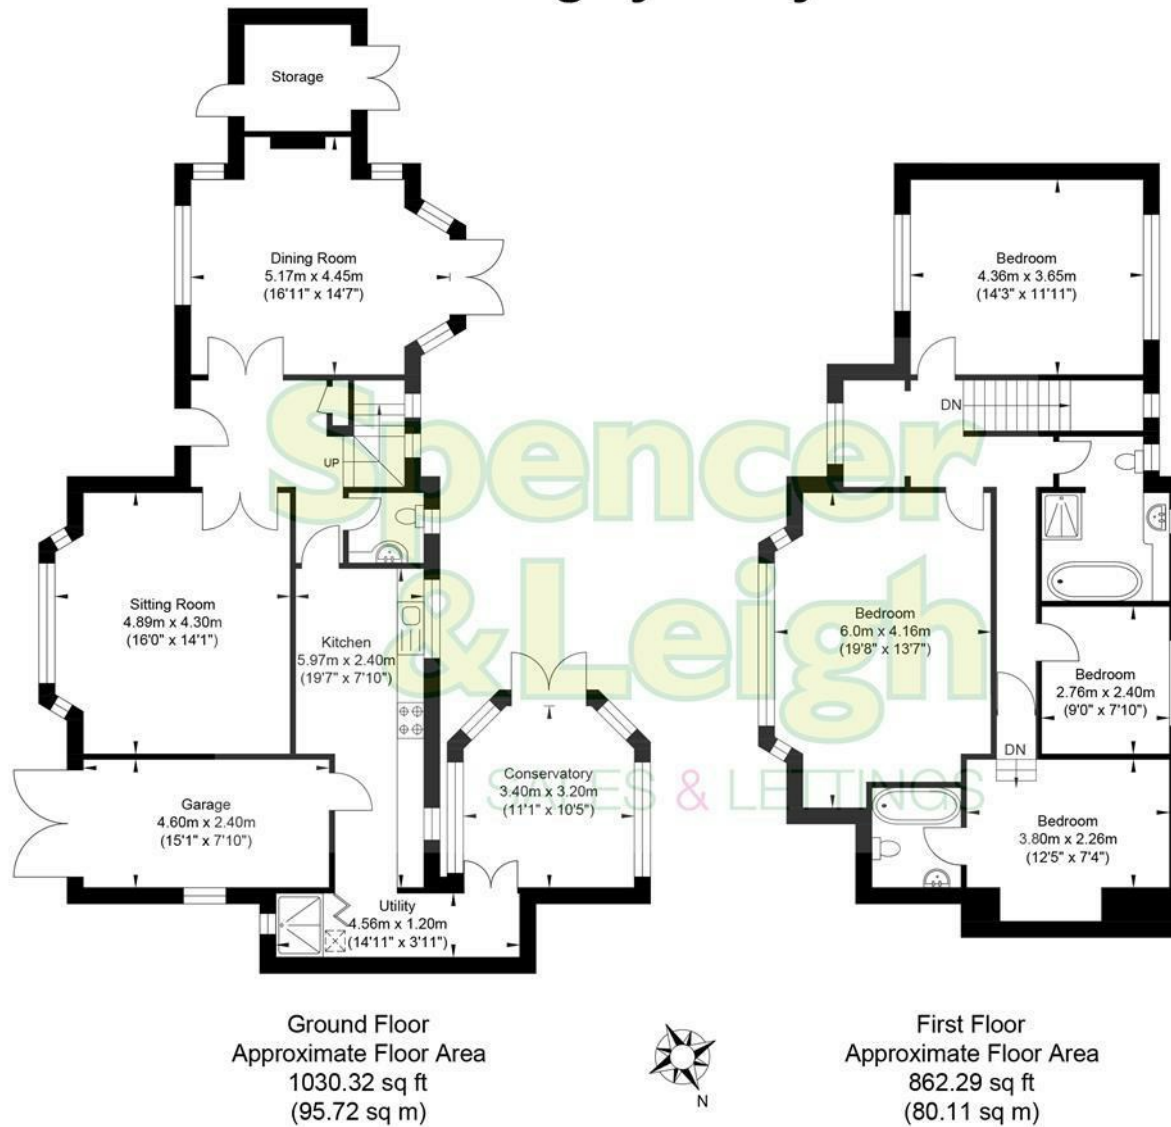 Storage
Dining Room
5.17m x 4.45m
(16'11" x 14'7")
UP
Sitting Room
4.89m x 4.30m
(16'0" x 14'1")
Kitchen
5.97m x 2.40m
(19'7" x 7'10")
Garage
4.60m x 2.40m
(15'1" x 7'10")
Conservatory
3.40m x 3.20m
(11'1" x 10'5")
Utility
4.56m x 1.20m
(14'11" x 3'11")
Bedroom
4.36m x 3.65m
(14'3" x 11'11")
DN
Bedroom
6.0m x 4.16m
(19'8" x 13'7")
Bedroom
2.76m x 2.40m
(9'0" x 7'10")
DN
Bedroom
3.80m x 2.26m
(12'5" x 7'4")
Spencer
&Leigh
SALES & LETTINGS
Ground Floor
Approximate Floor Area
1030.32 sq ft
(95.72 sq m)
N
First Floor
Approximate Floor Area
862.29 sq ft
(80.11 sq m)